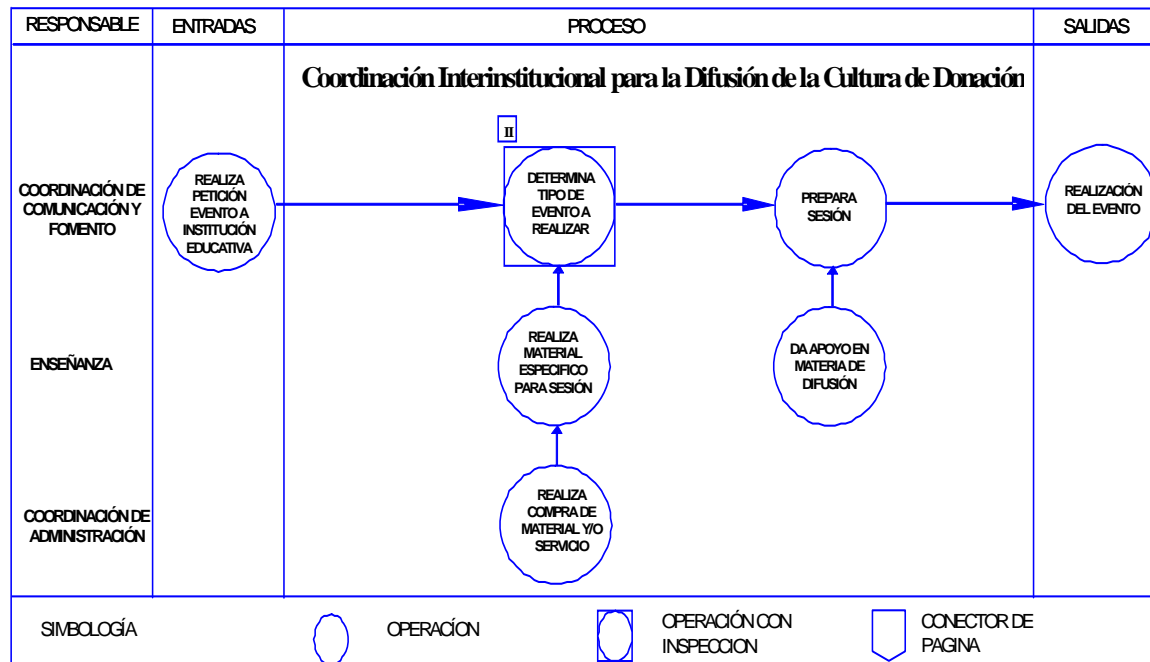 RESPONSABLE
ENTRADAS
PROCESO
SALIDAS
Coordinación Interinstitucional para la Difusión de la Cultura de Donación
II
COORDINACIÓN DE
COMUNICACIÓN Y
FOMENTO
REALIZA
PETICIÓN
EVENTO A
INSTITUCIÓN
EDUCATIVA
DETERMINA
TIPO DE
EVENTO A
REALIZAR
PREPARA
SESIÓN
REALIZACIÓN
DEL EVENTO
ENSEÑANZA
REALIZA
MATERIAL
ESPECIFICO
PARA SESIÓN
DA APOYO EN
MATERIA DE
DIFUSIÓN
COORDINACIÓN DE
ADMINISTRACIÓN
REALIZA
COMPRA DE
MATERIAL Y/O
SERVICIO
SIMBOLOGÍA
OPERACÍON
OPERACIÓN CON
INSPECCION
CONECTOR DE
PAGINA